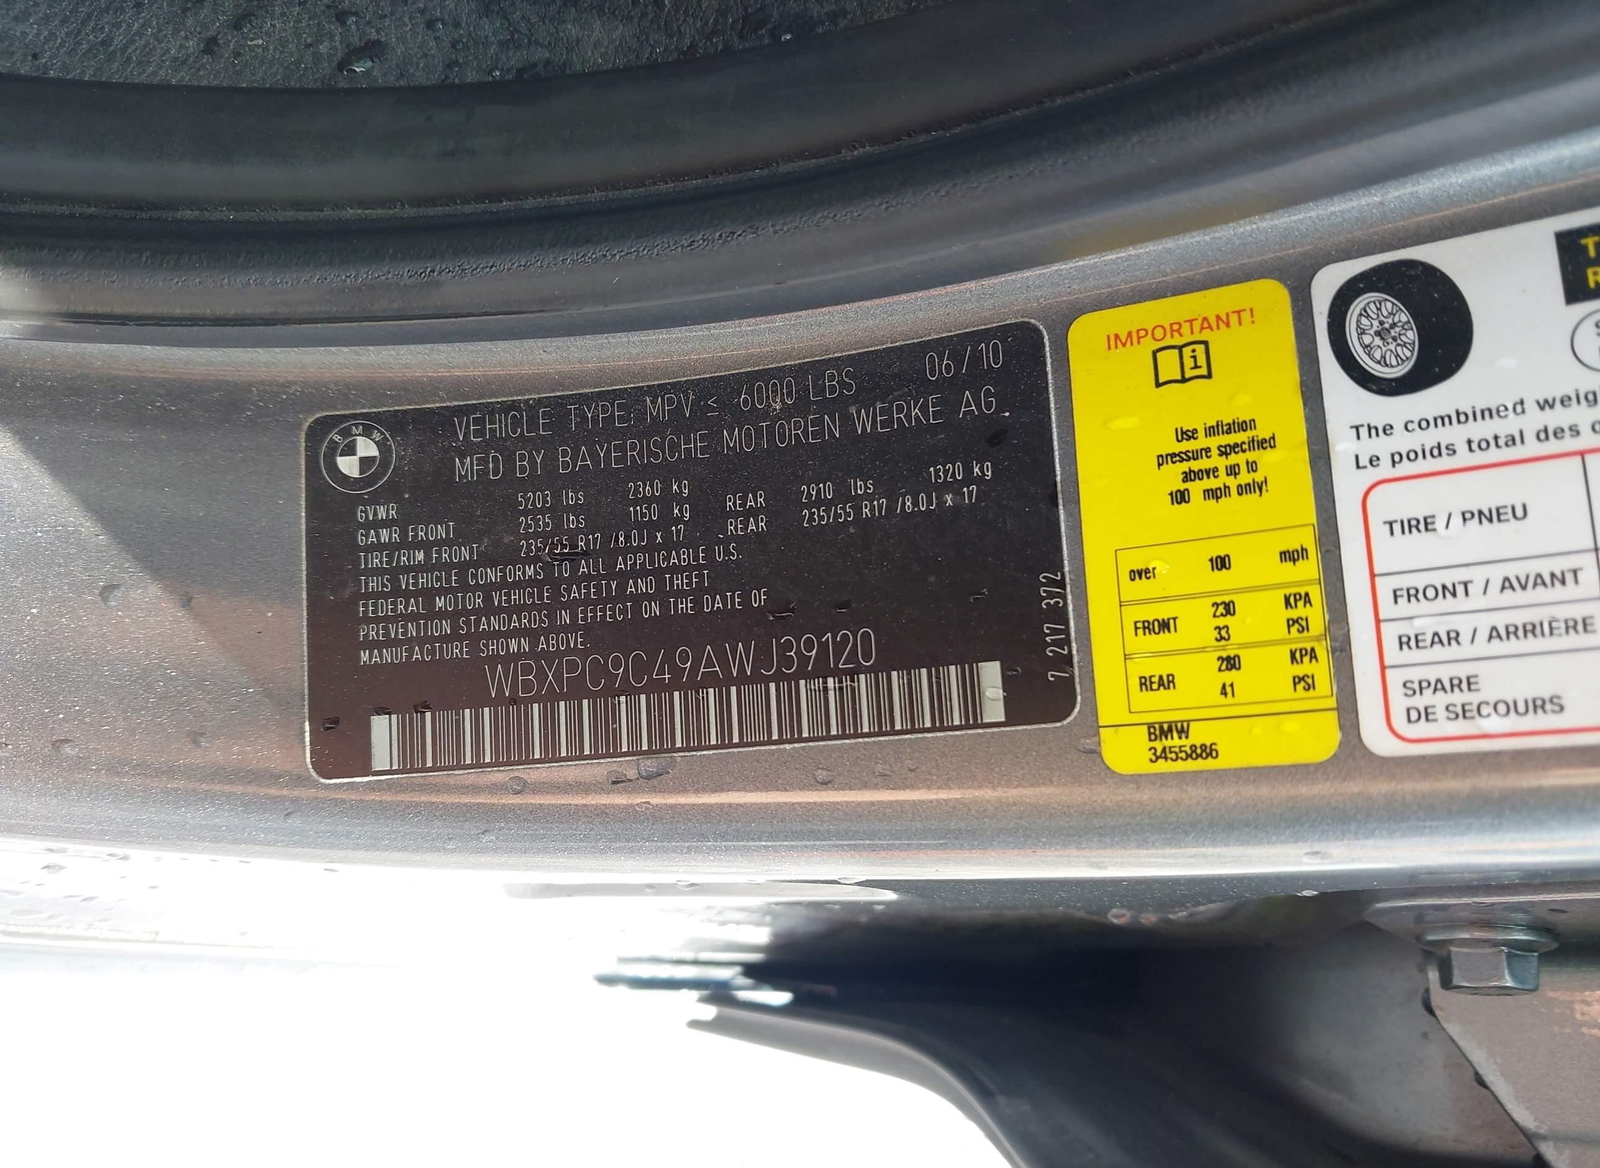 BMW
VEHICLE TYPE: MPV ≤ 6000 LBS 06/10
MFD BY BAYERISCHE MOTOREN WERKE AG.
GVWR 5203 lbs 2360 kg
GAWR FRONT 2535 lbs 1150 kg REAR 2910 lbs 1320 kg
TIRE/RIM FRONT 235/55 R17 /8.0J x 17 REAR 235/55 R17 /8.0J x 17
THIS VEHICLE CONFORMS TO ALL APPLICABLE U.S.
FEDERAL MOTOR VEHICLE SAFETY AND THEFT
PREVENTION STANDARDS IN EFFECT ON THE DATE OF
MANUFACTURE SHOWN ABOVE.
WBXPC9C49AWJ39120
7 217 372
IMPORTANT!
i
Use inflation
pressure specified
above up to
100 mph only!
over 100 mph
FRONT 230 KPA
33 PSI
REAR 280 KPA
41 PSI
BMW
3455886
The combined weig
Le poids total des o
TIRE / PNEU
FRONT / AVANT
REAR / ARRIÈRE
SPARE
DE SECOURS